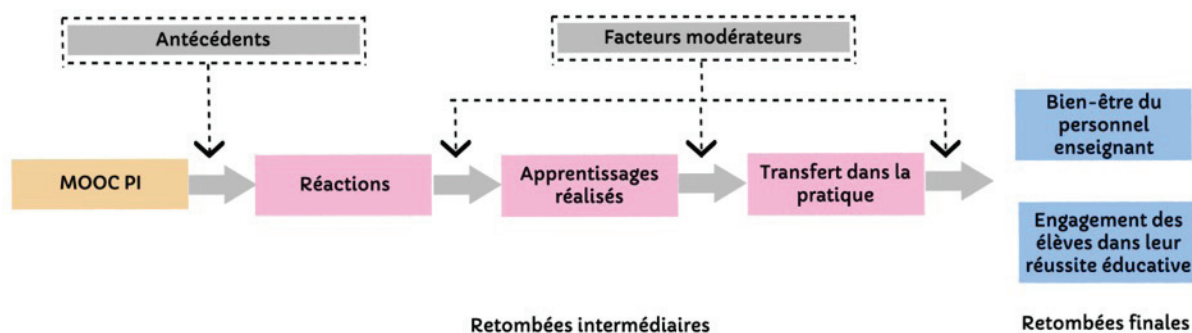 Antécédents
Facteurs modérateurs
MOOC PI
Réactions
Apprentissages
réalisés
Transfert dans la
pratique
Bien-être du
personnel
enseignant
Engagement des
élèves dans leur
réussite éducative
Retombées intermédiaires
Retombées finales